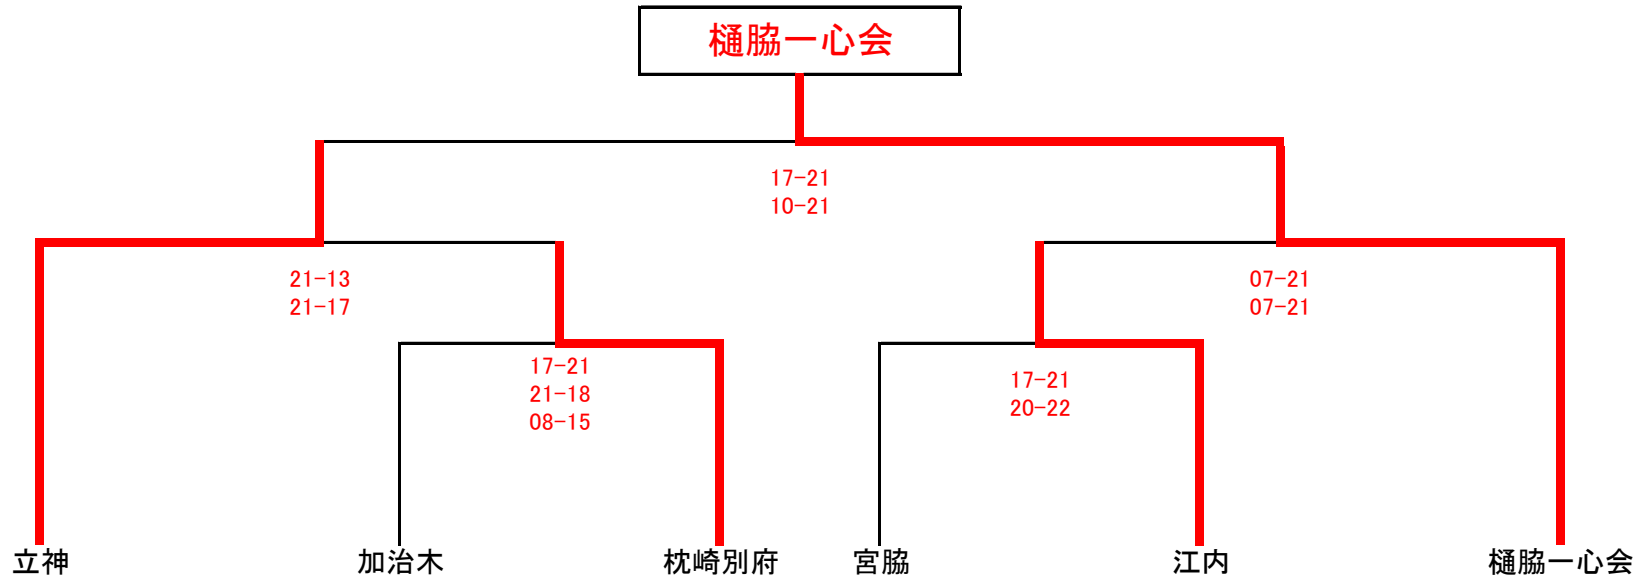 樋脇一心会
17-21
10-21
21-13
21-17
07-21
07-21
17-21
21-18
08-15
17-21
20-22
立神
加治木
枕崎別府
宮脇
江内
樋脇一心会